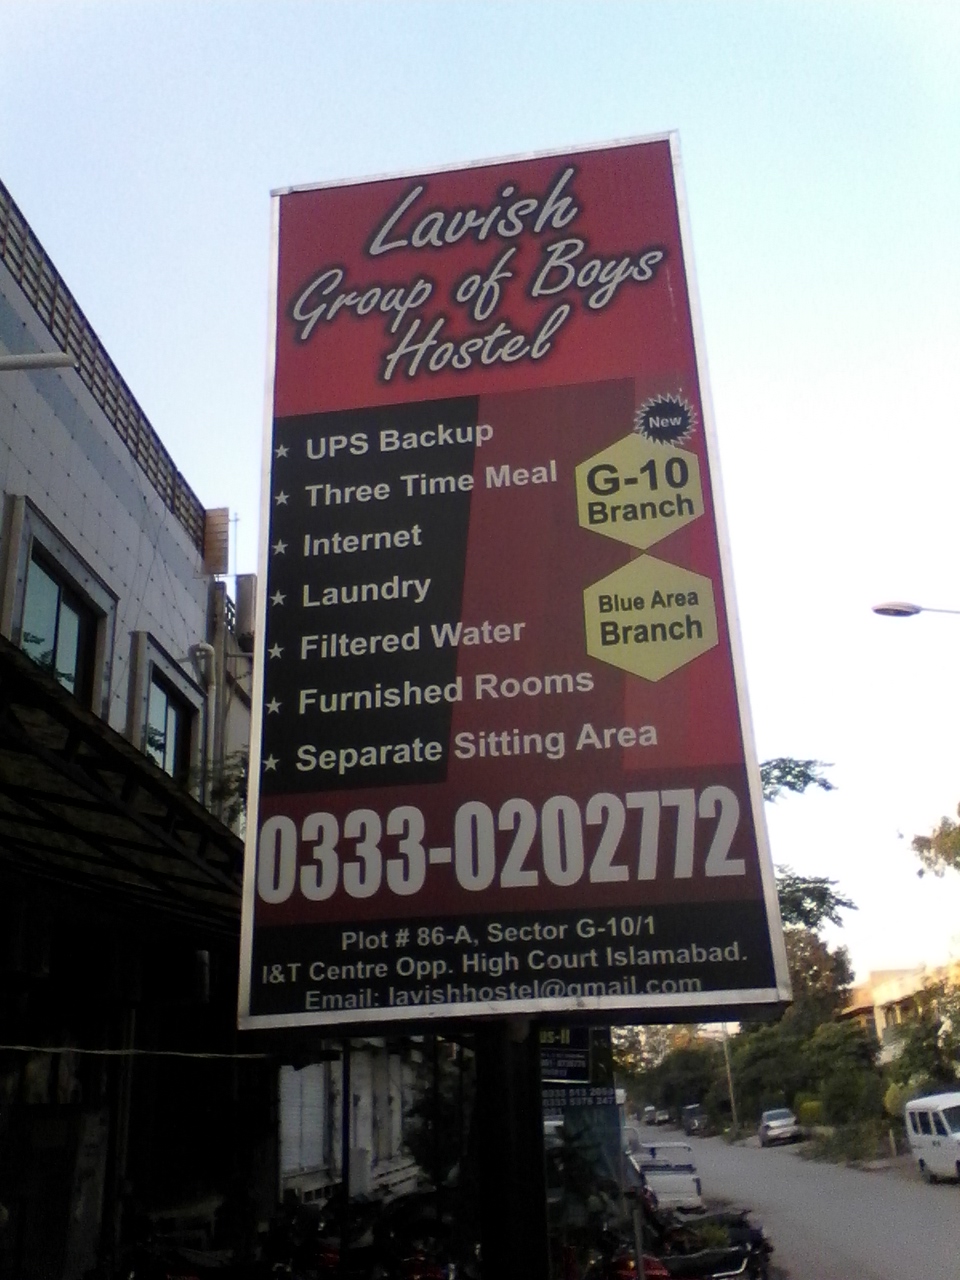 Lavish
Group of Boys
Hostel
UPS Backup
Three Time Meal
Internet
Laundry
Filtered Water
Furnished Rooms
Separate Sitting Area
New
G-10
Branch
Blue Area
Branch
0333-0202772
Plot # 86-A, Sector G-10/1
I&T Centre Opp. High Court Islamabad.
Email: lavishhostel@gmail.com
us-II